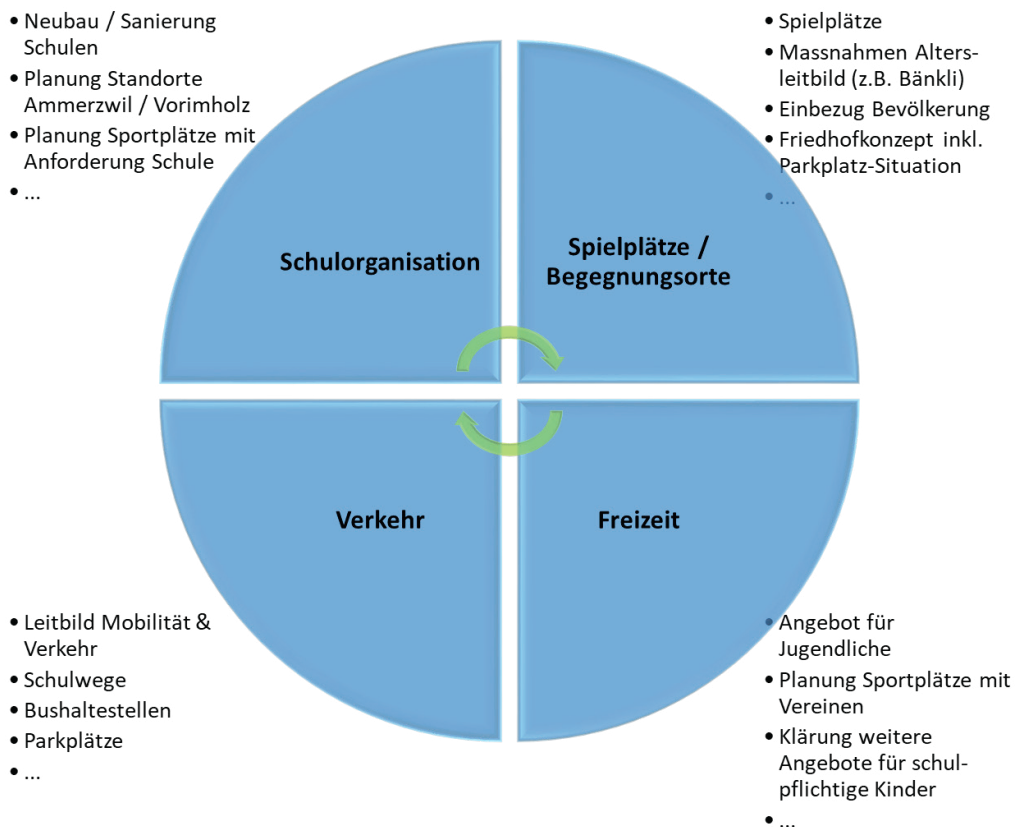 • Neubau / Sanierung
Schulen
• Planung Standorte
Ammerzwil / Vorimholz
• Planung Sportplätze mit
Anforderung Schule
• ...
• Spielplätze
• Massnahmen Alters-
leitbild (z.B. Bänkli)
• Einbezug Bevölkerung
• Friedhofkonzept inkl.
Parkplatz-Situation
• ...
Schulorganisation
Spielplätze /
Begegnungsorte
Verkehr
Freizeit
• Leitbild Mobilität &
Verkehr
• Schulwege
• Bushaltestellen
• Parkplätze
• ...
• Angebot für
Jugendliche
• Planung Sportplätze mit
Vereinen
• Klärung weitere
Angebote für schul-
pflichtige Kinder
• ...